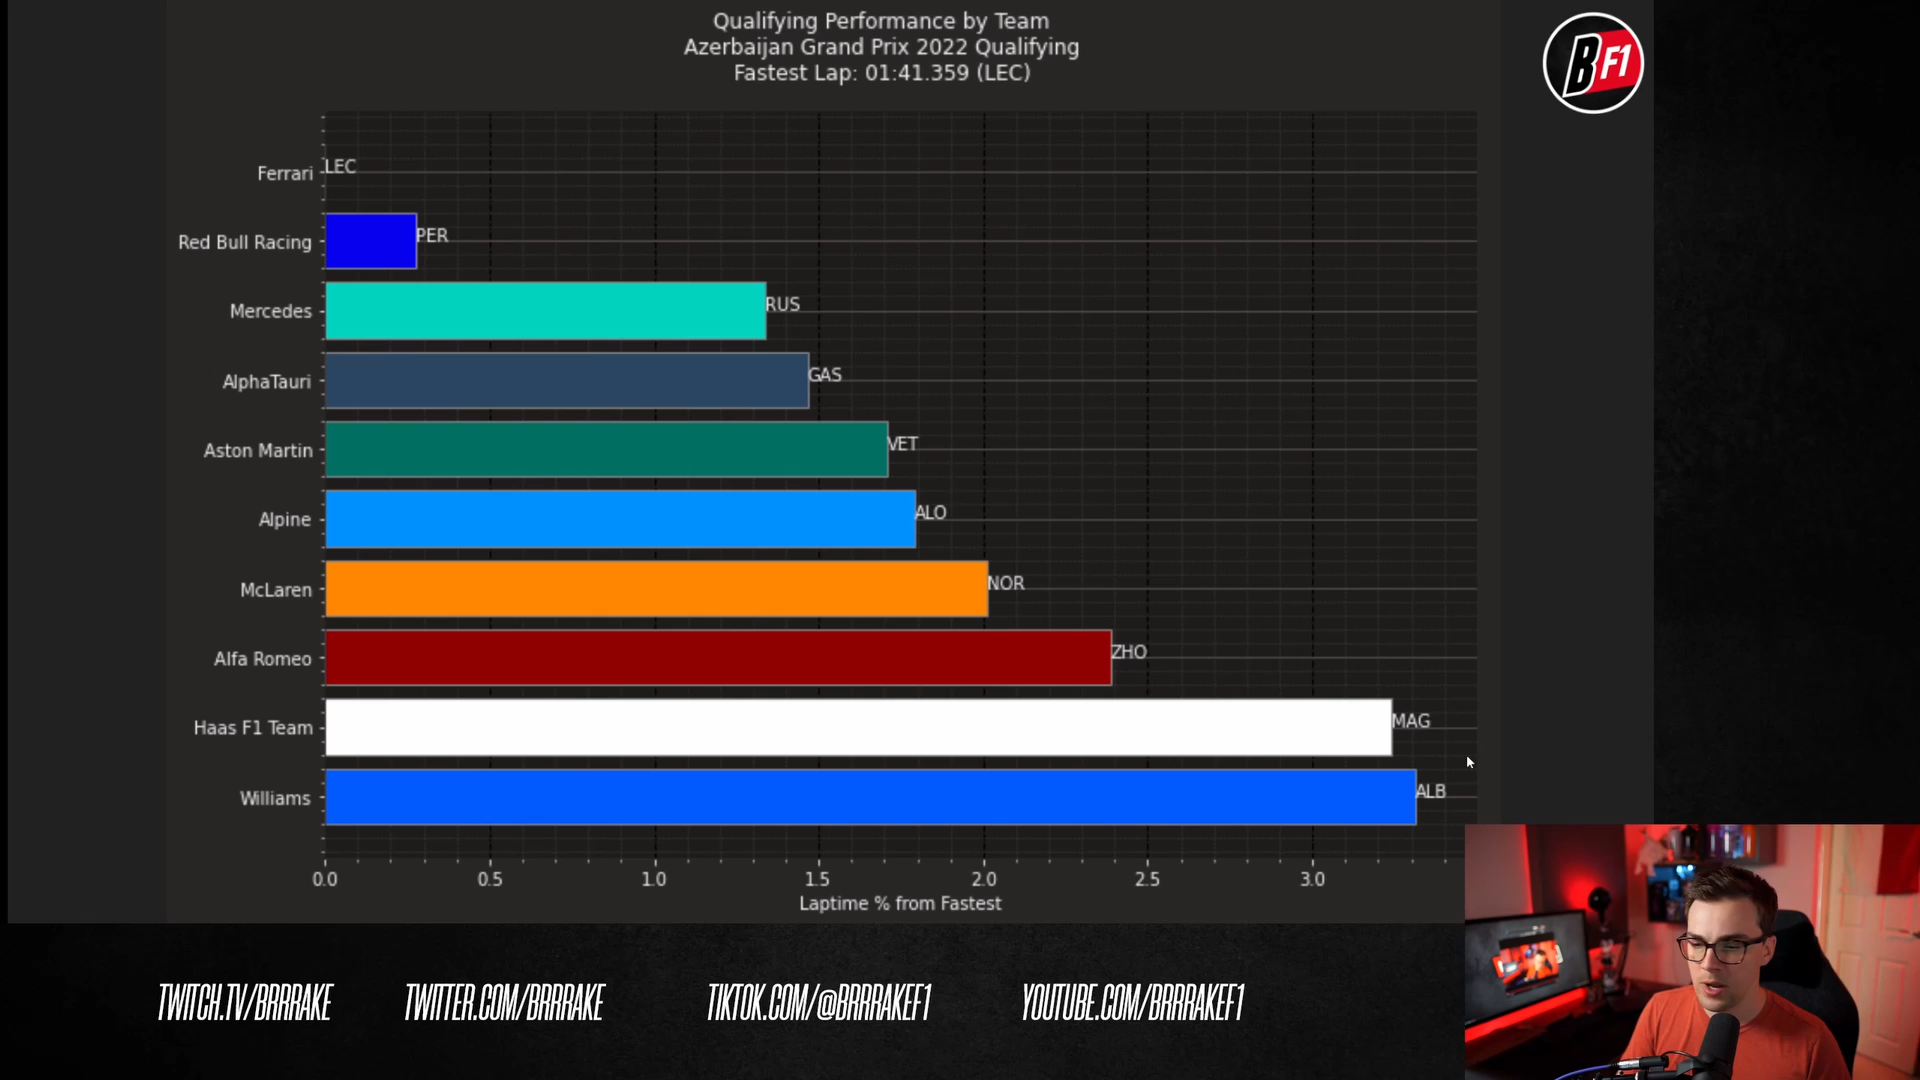 Qualifying Performance by Team
Azerbaijan Grand Prix 2022 Qualifying
Fastest Lap: 01:41.359 (LEC)
BF1
Ferrari LEC
Red Bull Racing PER
Mercedes RUS
AlphaTauri GAS
Aston Martin VET
Alpine ALO
McLaren NOR
Alfa Romeo ZHO
Haas F1 Team MAG
Williams ALB
0.0 0.5 1.0 1.5 2.0 2.5 3.0
Laptime % from Fastest
TWITCH.TV/BRRRAKE TWITTER.COM/BRRRAKE TIKTOK.COM/@BRRRAKEF1 YOUTUBE.COM/BRRRAKEF1